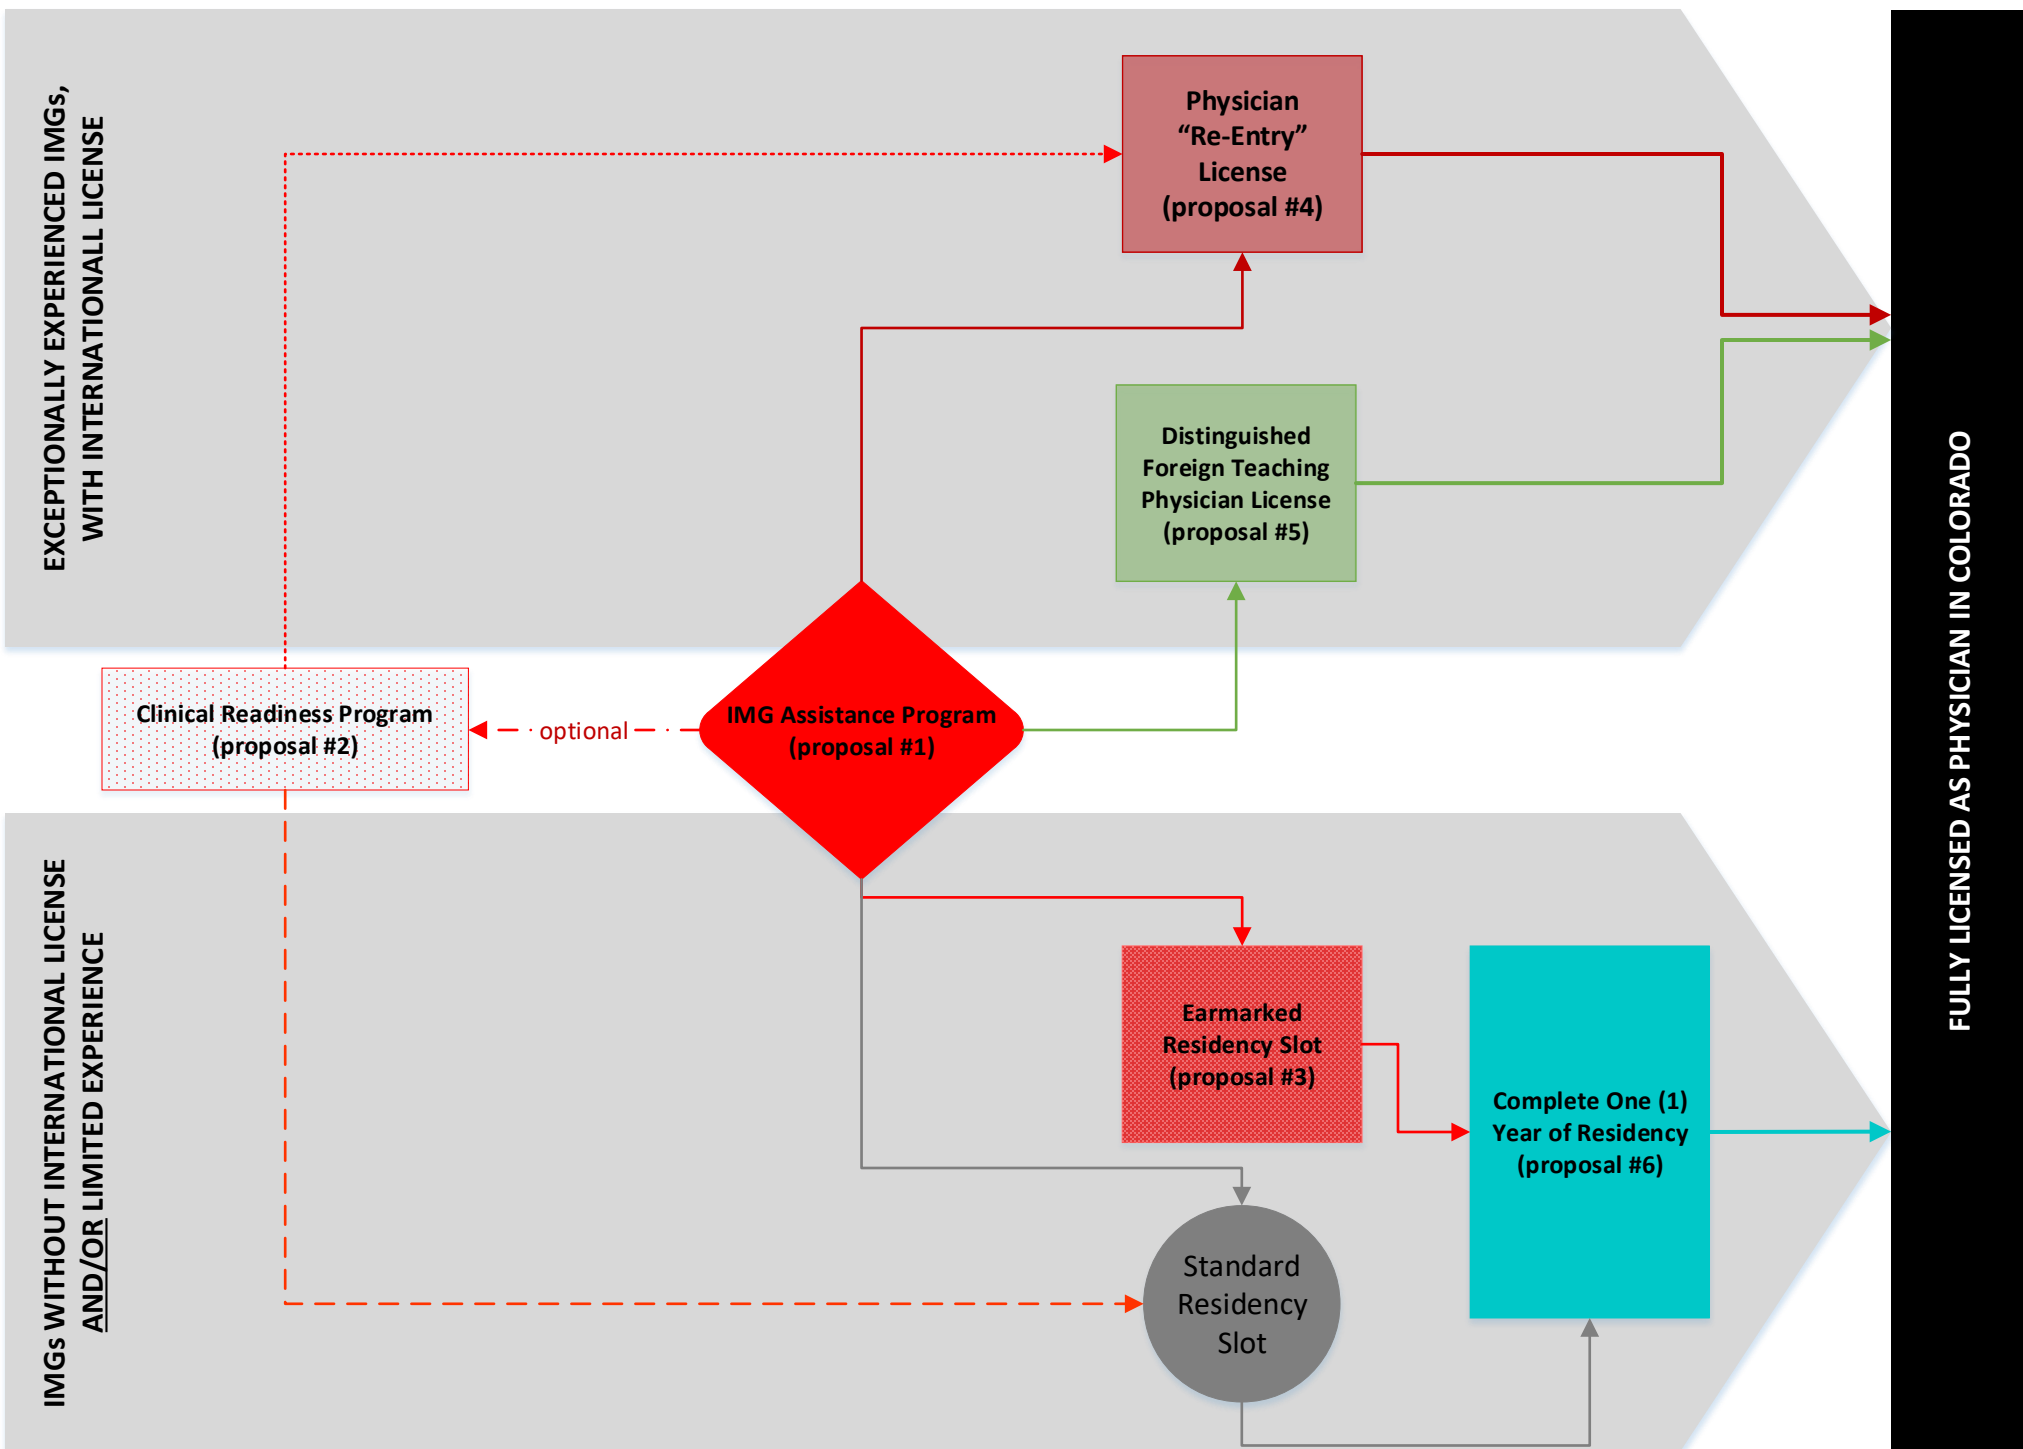 EXCEPTIONALLY EXPERIENCED IMGs,
WITH INTERNATIONALL LICENSE
Physician
“Re-Entry”
License
(proposal #4)
Distinguished
Foreign Teaching
Physician License
(proposal #5)
Clinical Readiness Program
(proposal #2)
optional
IMG Assistance Program
(proposal #1)
IMGs WITHOUT INTERNATIONAL LICENSE
AND/OR LIMITED EXPERIENCE
Earmarked
Residency Slot
(proposal #3)
Complete One (1)
Year of Residency
(proposal #6)
Standard
Residency
Slot
FULLY LICENSED AS PHYSICIAN IN COLORADO